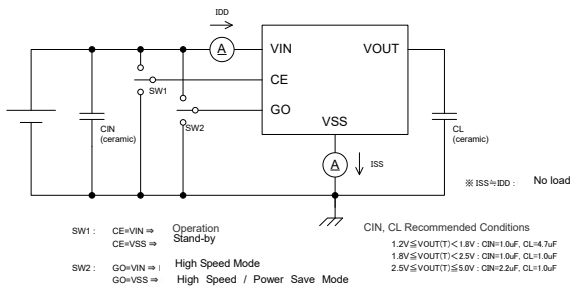 IDD
A
VIN
VOUT
CE
SW1
GO
SW2
CIN
(ceramic)
VSS
CL
(ceramic)
A
ISS
※ ISS≒IDD : No load
SW1 : CE=VIN ⇒ Operation
CE=VSS ⇒ Stand-by
SW2 : GO=VIN ⇒ High Speed Mode
GO=VSS ⇒ High Speed / Power Save Mode
CIN, CL Recommended Conditions
1.2V≦VOUT(T)<1.8V : CIN=1.0uF, CL=4.7uF
1.8V≦VOUT(T)<2.5V : CIN=1.0uF, CL=1.0uF
2.5V≦VOUT(T)≦5.0V : CIN=2.2uF, CL=1.0uF